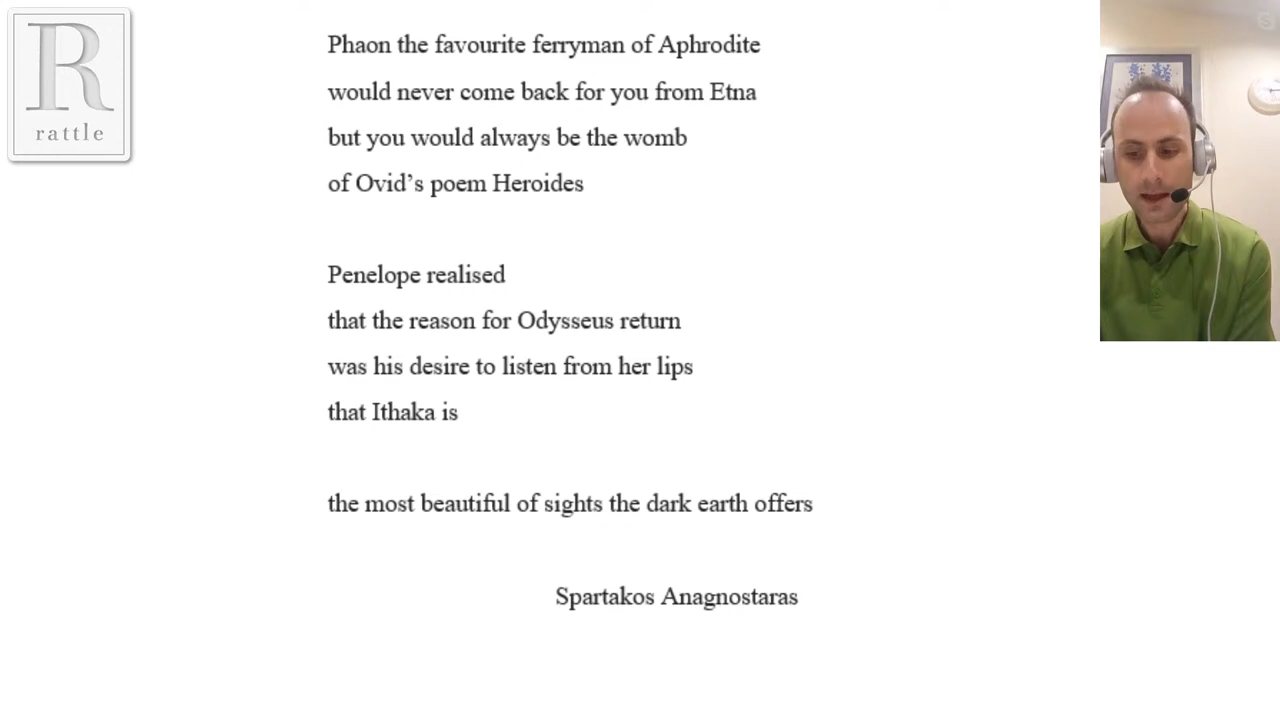 R
rattle
Phaon the favourite ferryman of Aphrodite
would never come back for you from Etna
but you would always be the womb
of Ovid’s poem Heroides
Penelope realised
that the reason for Odysseus return
was his desire to listen from her lips
that Ithaka is
the most beautiful of sights the dark earth offers
Spartakos Anagnostaras